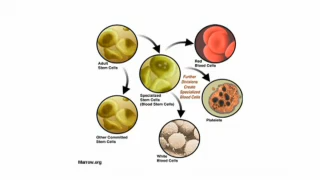 Adult
Stem Cells
Specialized
Stem Cells
(Blood Stem Cells)
Red
Blood Cells
Further
Divisions
Create
Specialized
Blood Cells
Platelets
Other Committed
Stem Cells
White
Blood Cells
Marrow.org